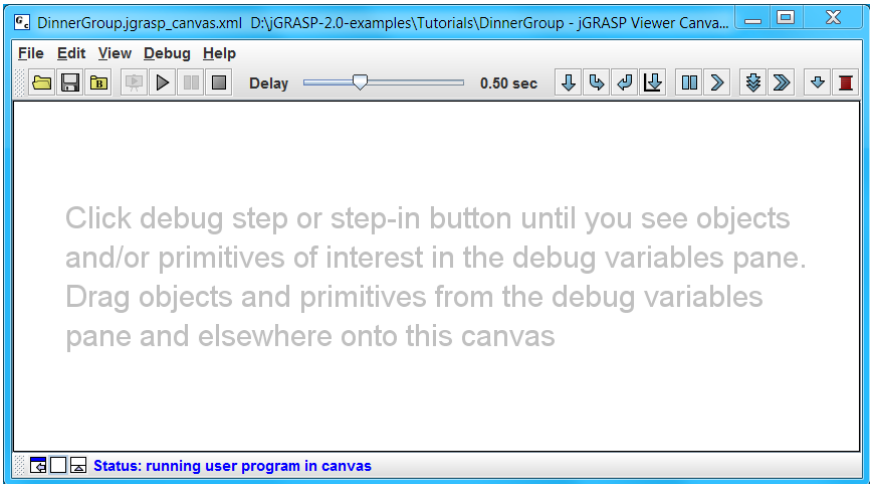 DinnerGroup.jgrasp_canvas.xml D:\jGRASP-2.0-examples\Tutorials\DinnerGroup - jGRASP Viewer Canva...
File Edit View Debug Help
B Delay 0.50 sec
Click debug step or step-in button until you see objects
and/or primitives of interest in the debug variables pane.
Drag objects and primitives from the debug variables
pane and elsewhere onto this canvas
Status: running user program in canvas